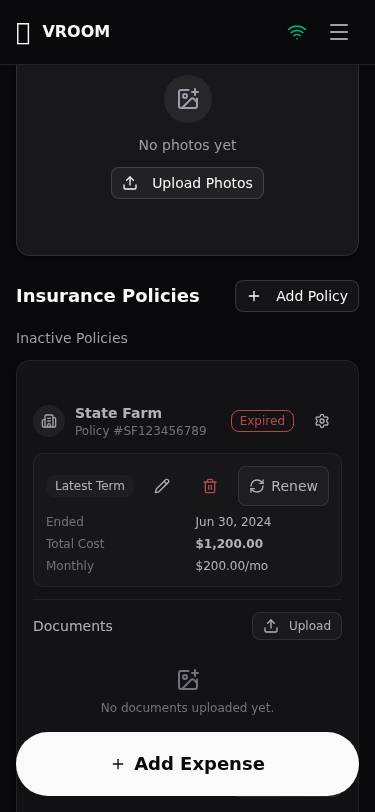 VROOM
No photos yet
Upload Photos
Insurance Policies
Add Policy
Inactive Policies
State Farm
Policy #SF123456789
Expired
Latest Term
Renew
Ended Jun 30, 2024
Total Cost $1,200.00
Monthly $200.00/mo
Documents
Upload
No documents uploaded yet.
+ Add Expense